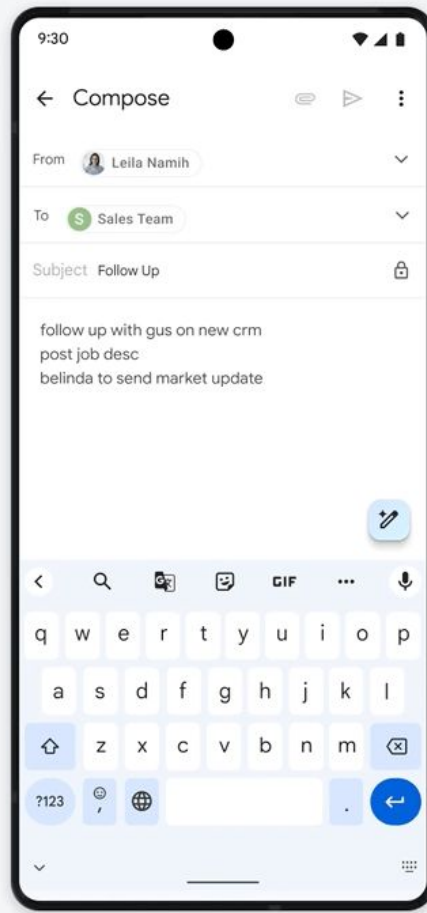 9:30
Compose
From Leila Namih
To S Sales Team
Subject Follow Up
follow up with gus on new crm
post job desc
belinda to send market update
G GIF
q w e r t y u i o p
a s d f g h j k l
z x c v b n m
?123 , .